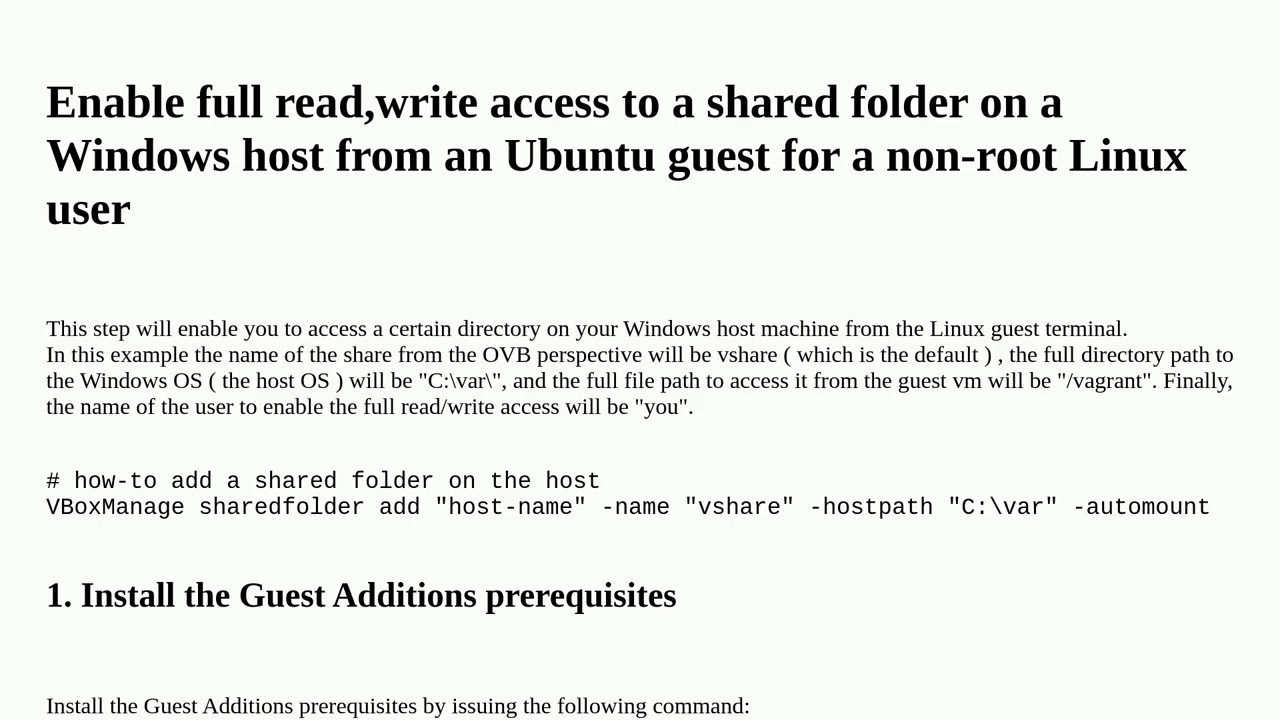 Enable full read,write access to a shared folder on a
Windows host from an Ubuntu guest for a non-root Linux
user
This step will enable you to access a certain directory on your Windows host machine from the Linux guest terminal.
In this example the name of the share from the OVB perspective will be vshare ( which is the default ) , the full directory path to
the Windows OS ( the host OS ) will be "C:\var\", and the full file path to access it from the guest vm will be "/vagrant". Finally,
the name of the user to enable the full read/write access will be "you".
# how-to add a shared folder on the host
VBoxManage sharedfolder add "host-name" -name "vshare" -hostpath "C:\var" -automount
1. Install the Guest Additions prerequisites
Install the Guest Additions prerequisites by issuing the following command: